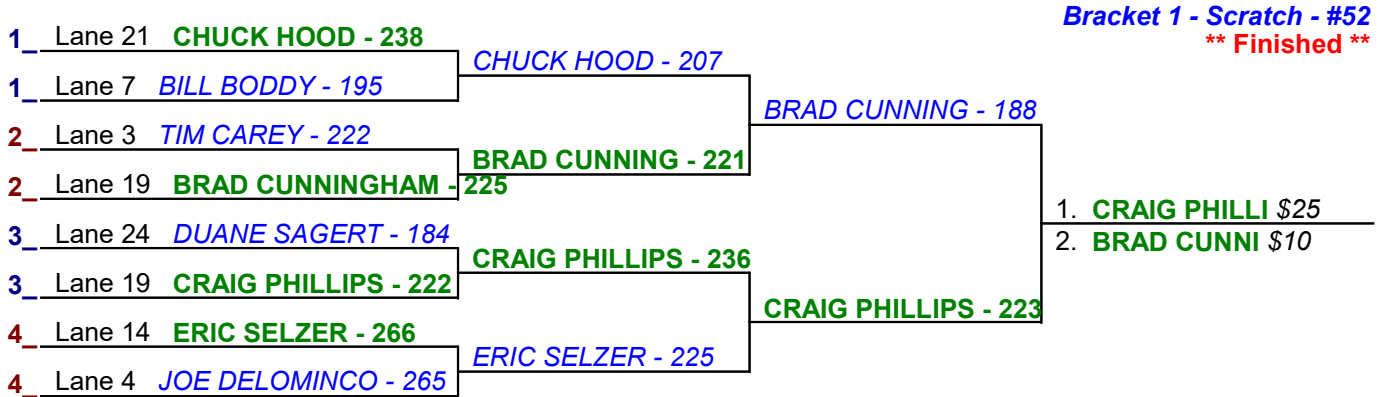 Bracket 1 - Scratch - #52
** Finished **
1_ Lane 21 CHUCK HOOD - 238
CHUCK HOOD - 207
1_ Lane 7 BILL BODDY - 195
BRAD CUNNING - 188
2_ Lane 3 TIM CAREY - 222
BRAD CUNNING - 221
2_ Lane 19 BRAD CUNNINGHAM - 225
1. CRAIG PHILLI $25
2. BRAD CUNNI $10
3_ Lane 24 DUANE SAGERT - 184
CRAIG PHILLIPS - 236
3_ Lane 19 CRAIG PHILLIPS - 222
CRAIG PHILLIPS - 223
4_ Lane 14 ERIC SELZER - 266
ERIC SELZER - 225
4_ Lane 4 JOE DELOMINCO - 265